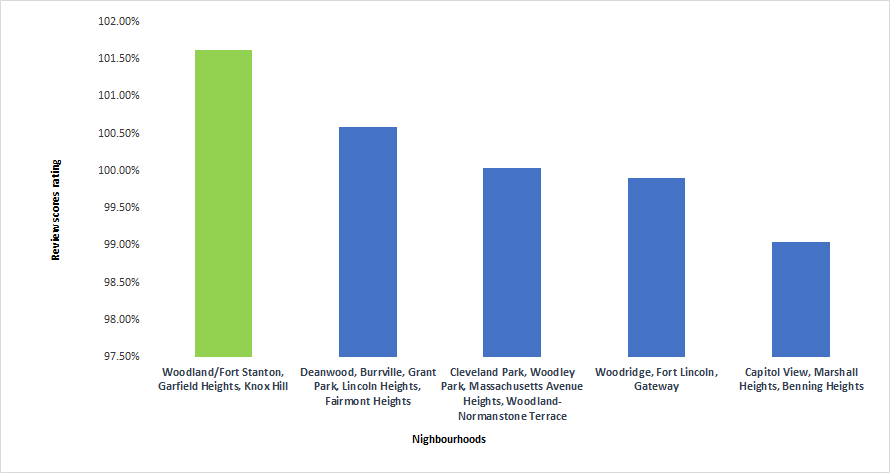 102.00%
101.50%
101.00%
100.50%
100.00%
99.50%
99.00%
98.50%
98.00%
97.50%
Review scores rating
Woodland/Fort Stanton,
Garfield Heights, Knox Hill
Deanwood, Burrville, Grant
Park, Lincoln Heights,
Fairmont Heights
Cleveland Park, Woodley
Park, Massachusetts Avenue
Heights, Woodland-
Normanstone Terrace
Woodridge, Fort Lincoln,
Gateway
Capitol View, Marshall
Heights, Benning Heights
Nighbourhoods